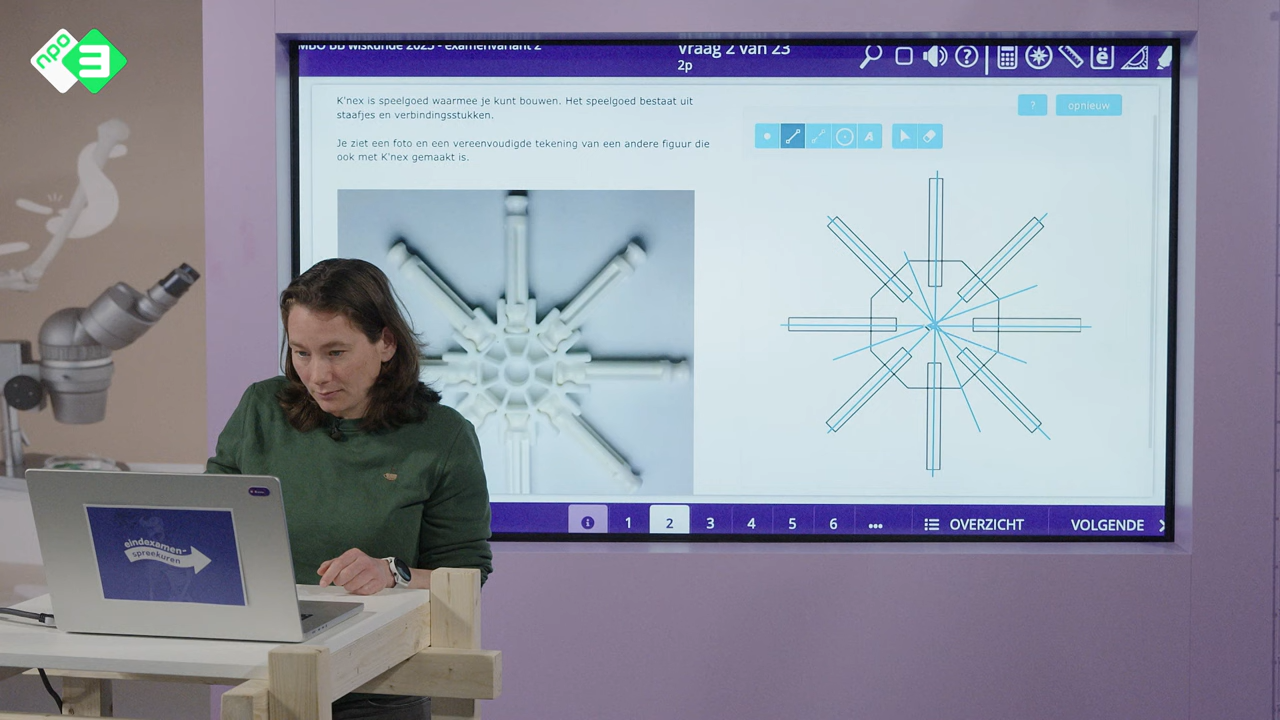 npo
3
VMBO BB wiskunde 2023 - examenvariant 2
Vraag 2 van 23
2p
K'nex is speelgoed waarmee je kunt bouwen. Het speelgoed bestaat uit
staafjes en verbindingsstukken.
Je ziet een foto en een vereenvoudigde tekening van een andere figuur die
ook met K'nex gemaakt is.
?
opnieuw
A
1
2
3
4
5
6
...
OVERZICHT
VOLGENDE
eindexamen-
spreekuren